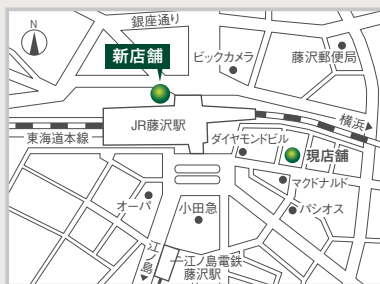 N
銀座通り
新店舗
ビックカメラ
藤沢郵便局
横浜
JR藤沢駅
東海道本線
ダイヤモンドビル
現店舗
マクドナルド
オーパ
小田急
パシオス
江ノ島
江ノ島電鉄
藤沢駅